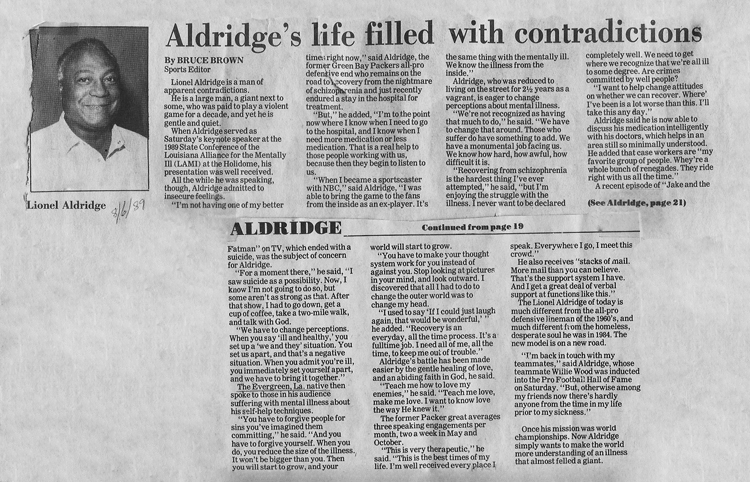 Aldridge's life filled with contradictions
Lionel Aldridge
8/6/89
By BRUCE BROWN
Sports Editor
Lionel Aldridge is a man of
apparent contradictions.
He is a large man, a giant next to
some, who was paid to play a violent
game for a decade, and yet he is
gentle and quiet.
When Aldridge served as
Saturday's keynote speaker at the
1989 State Conference of the
Louisiana Alliance for the Mentally
Ill (LAMI) at the Holidome, his
presentation was well received.
All the while he was speaking,
though, Aldridge admitted to
insecure feelings.
"I'm not having one of my better
times right now," said Aldridge, the
former Green Bay Packers all-pro
defensive end who remains on the
road to recovery from the nightmare
of schizophrenia and just recently
endured a stay in the hospital for
treatment.
"But," he added, "I'm to the point
now where I know when I need to go
to the hospital, and I know when I
need more medication or less
medication. That is a real help to
those people working with us,
because then they begin to listen to
us.
"When I became a sportscaster
with NBC," said Aldridge, "I was
able to bring the game to the fans
from the inside as an ex-player. It's
the same thing with the mentally ill.
We know the illness from the
inside."
Aldridge, who was reduced to
living on the street for 2½ years as a
vagrant, is eager to change
perceptions about mental illness.
"We're not recognized as having
that much to do," he said. "We have
to change that around. Those who
suffer do have something to add. We
have a monumental job facing us.
We know how hard, how awful, how
difficult it is.
"Recovering from schizophrenia
is the hardest thing I've ever
attempted," he said, "but I'm
enjoying the struggle with the
illness. I never want to be declared
completely well. We need to get
where we recognize that we're all ill
to some degree. Are crimes
committed by well people?
"I want to help change attitudes
on whether we can recover. Where'
I've been is a lot worse than this. I'll
take this any day."
Aldridge said he is now able to
discuss his medication intelligently
with his doctors, which helps in an
area still so minimally understood.
He added that case workers are "my
favorite group of people. Whey're a
whole bunch of renegades. They ride
right with us all the time."
A recent episode of "Jake and the
(See Aldridge, page 21)
ALDRIDGE
Continued from page 19
Fatman" on TV, which ended with a
suicide, was the subject of concern
for Aldridge.
"For a moment there," he said, "I
saw suicide as a possibility. Now, I
know I'm not going to do so, but
some aren't as strong as that. After
that show, I had to go down, get a
cup of coffee, take a two-mile walk,
and talk with God.
"We have to change perceptions.
When you say 'ill and healthy,' you
set up a 'we and they' situation. You
set us apart, and that's a negative
situation. When you admit you're ill,
you immediately set yourself apart,
and we have to bring it together."
The Evergreen, La. native then
spoke to those in his audience
suffering with mental illness about
his self-help techniques.
"You have to forgive people for
sins you've imagined them
committing," he said. "And you
have to forgive yourself. When you
do, you reduce the size of the illness.
It won't be bigger than you. Then
you will start to grow, and your
world will start to grow.
"You have to make your thought
system work for you instead of
against you. Stop looking at pictures
in your mind, and look outward. I
discovered that all I had to do to
change the outer world was to
change my head.
"I used to say 'If I could just laugh
again, that would be wonderful,' "
he added. "Recovery is an
everyday, all the time process. It's a
fulltime job. I need all of me, all the
time, to keep me out of trouble."
Aldridge's battle has been made
easier by the gentle healing of love,
and an abiding faith in God, he said.
"Teach me how to love my
enemies," he said. "Teach me love,
make me love. I want to know love
the way He knew it."
The former Packer great averages
three speaking engagements per
month, two a week in May and
October.
"This is very therapeutic," he
said. "This is the best times of my
life. I'm well received every place I
speak. Everywhere I go, I meet this
crowd."
He also receives "stacks of mail.
More mail than you can believe.
That's the support system I have.
And I get a great deal of verbal
support at functions like this."
The Lionel Aldridge of today is
much different from the all-pro
defensive lineman of the 1960's, and
much different from the homeless,
desperate soul he was in 1984. The
new model is on a new road.
"I'm back in touch with my
teammates," said Aldridge, whose
teammate Willie Wood was inducted
into the Pro Football Hall of Fame
on Saturday. "But, otherwise among
my friends now there's hardly
anyone from the time in my life
prior to my sickness."
Once his mission was world
championships. Now Aldridge
simply wants to make the world
more understanding of an illness
that almost felled a giant.